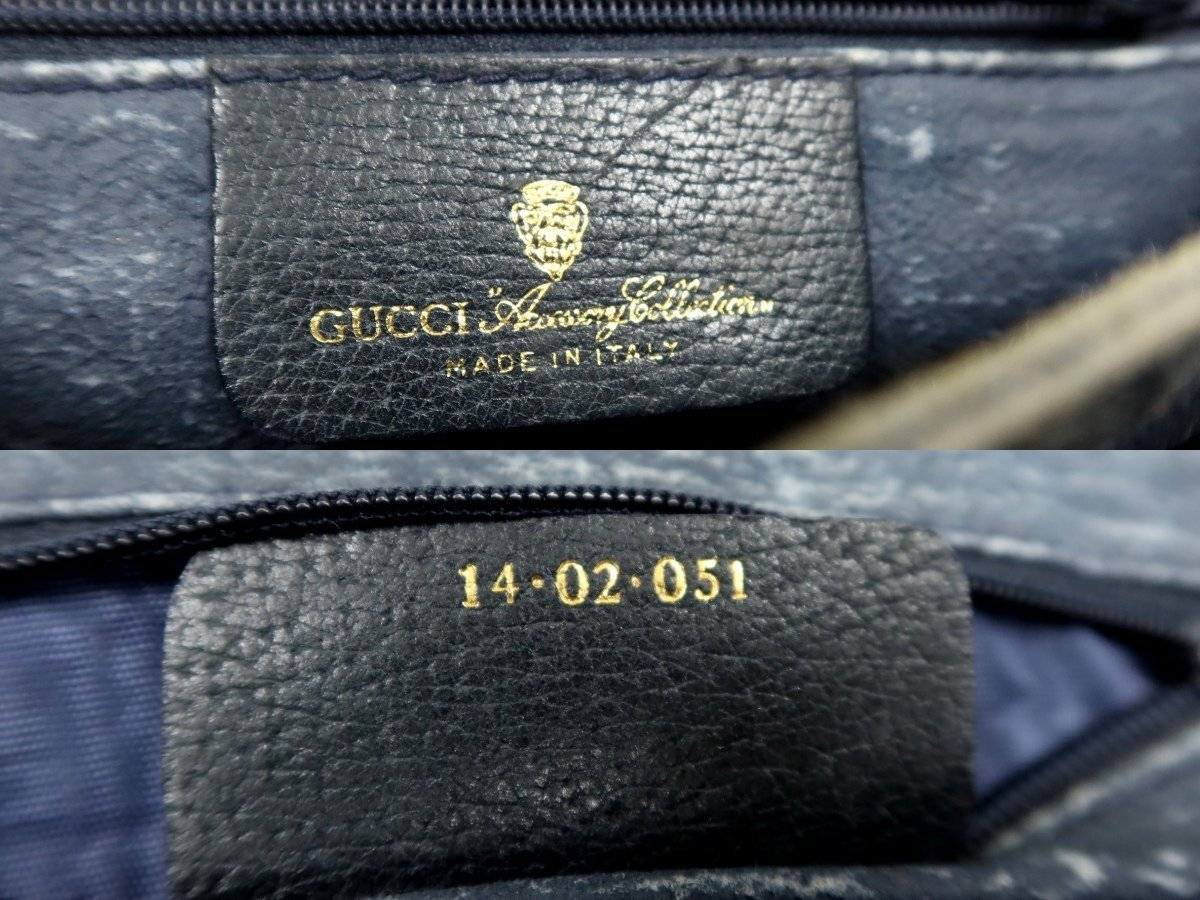 GUCCI "Accessory Collection"
MADE IN ITALY
14·02·051